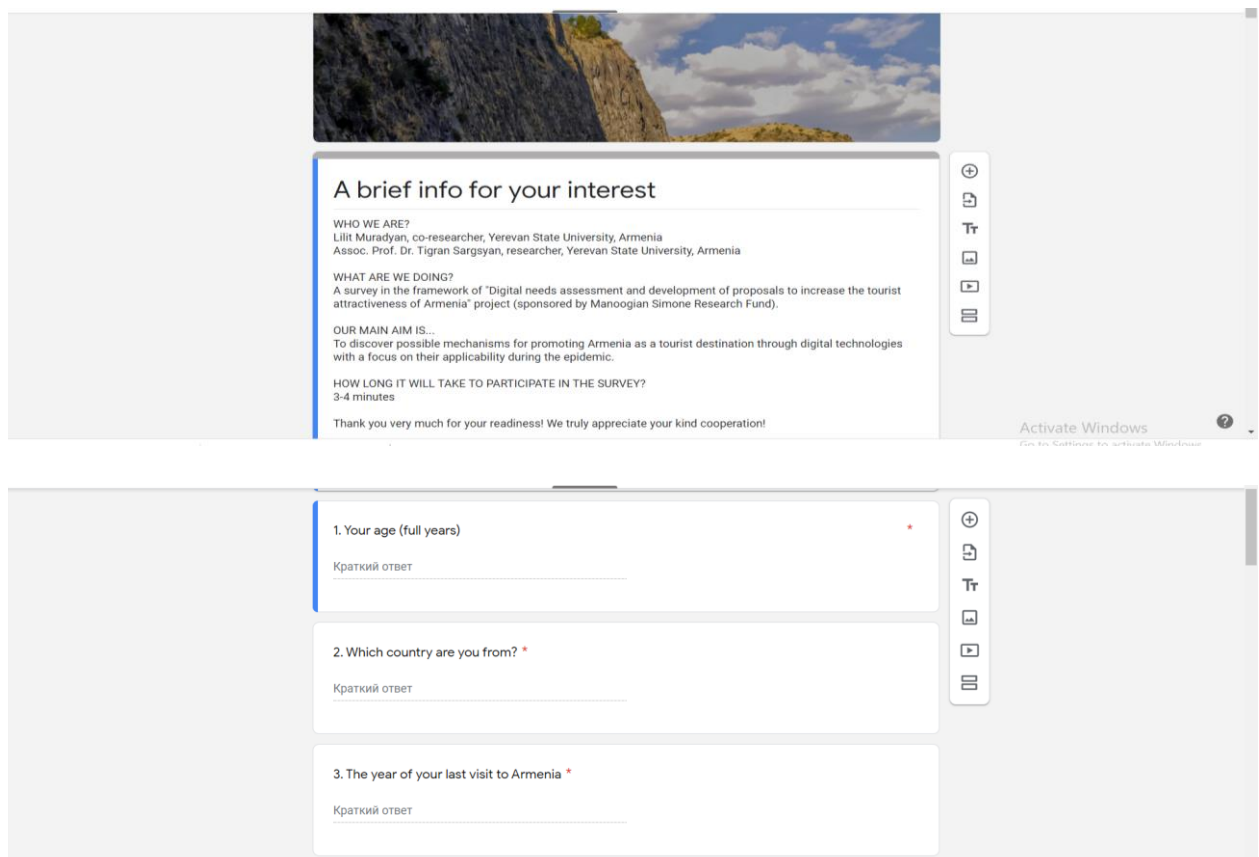 A brief info for your interest
WHO WE ARE?
Lilit Muradyan, co-researcher, Yerevan State University, Armenia
Assoc. Prof. Dr. Tigran Sargsyan, researcher, Yerevan State University, Armenia
WHAT ARE WE DOING?
A survey in the framework of "Digital needs assessment and development of proposals to increase the tourist
attractiveness of Armenia" project (sponsored by Manoogian Simone Research Fund).
OUR MAIN AIM IS...
To discover possible mechanisms for promoting Armenia as a tourist destination through digital technologies
with a focus on their applicability during the epidemic.
HOW LONG IT WILL TAKE TO PARTICIPATE IN THE SURVEY?
3-4 minutes
Thank you very much for your readiness! We truly appreciate your kind cooperation!
Activate Windows
Go to Settings to activate Windows
1. Your age (full years) *
Краткий ответ
2. Which country are you from? *
Краткий ответ
3. The year of your last visit to Armenia *
Краткий ответ